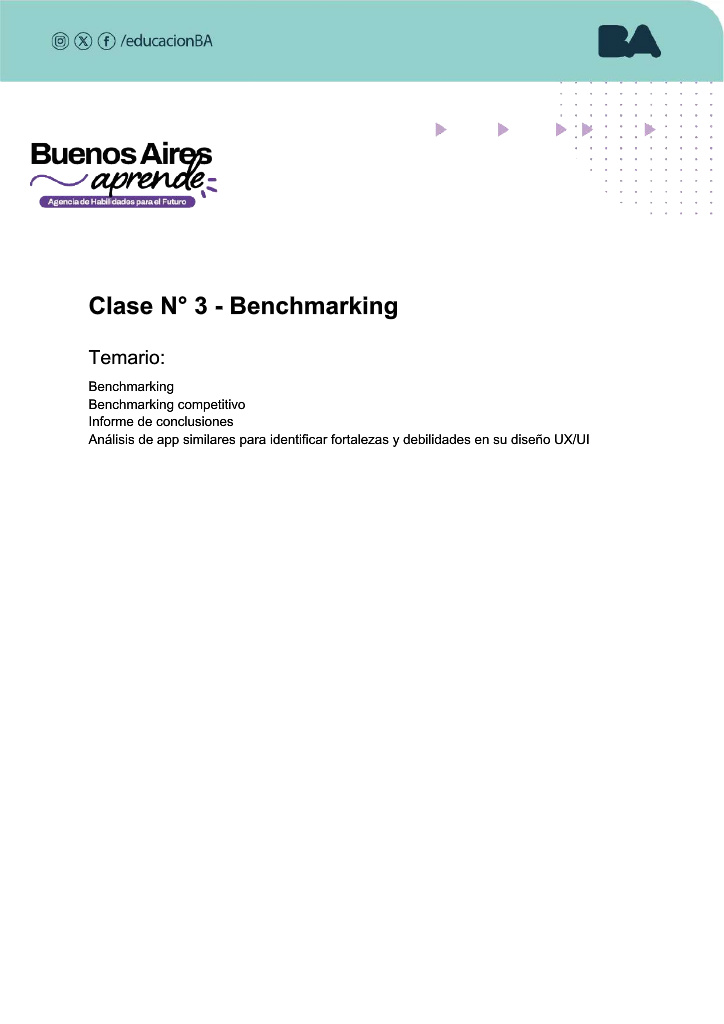 /educacionBA
BA
Buenos Aires
aprende
Agencia de Habilidades para el Futuro
Clase N° 3 - Benchmarking
Temario:
Benchmarking
Benchmarking competitivo
Informe de conclusiones
Análisis de app similares para identificar fortalezas y debilidades en su diseño UX/UI